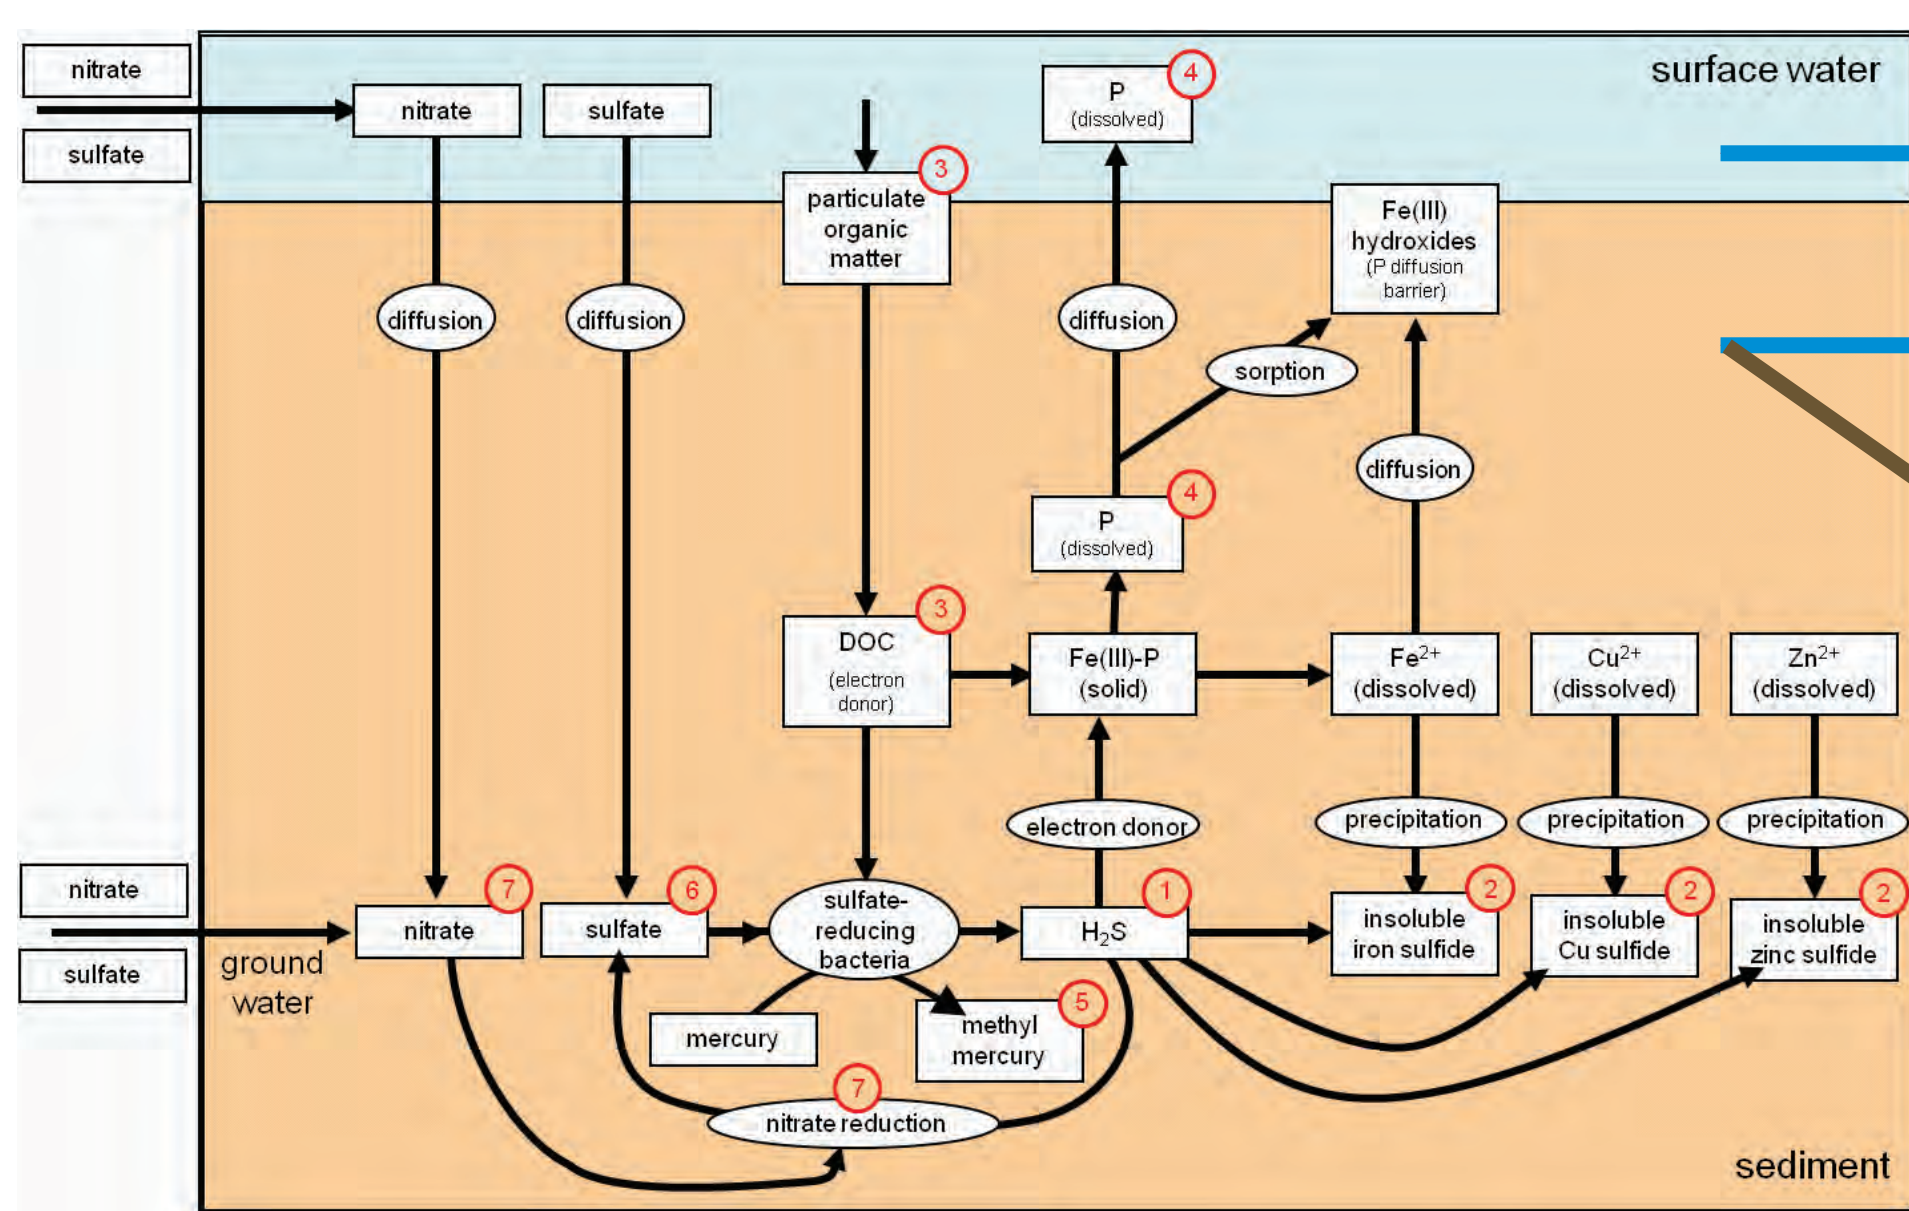 surface water
nitrate
sulfate
nitrate
sulfate
P
(dissolved)
4
particulate
organic
matter
3
Fe(III)
hydroxides
(P diffusion
barrier)
diffusion
diffusion
diffusion
sorption
diffusion
P
(dissolved)
4
DOC
(electron
donor)
3
Fe(III)-P
(solid)
Fe2+
(dissolved)
Cu2+
(dissolved)
Zn2+
(dissolved)
electron donor
precipitation
precipitation
precipitation
nitrate
sulfate
ground
water
nitrate
7
sulfate
6
sulfate-
reducing
bacteria
H2S
1
insoluble
iron sulfide
2
insoluble
Cu sulfide
2
insoluble
zinc sulfide
2
mercury
methyl
mercury
5
7
nitrate reduction
sediment